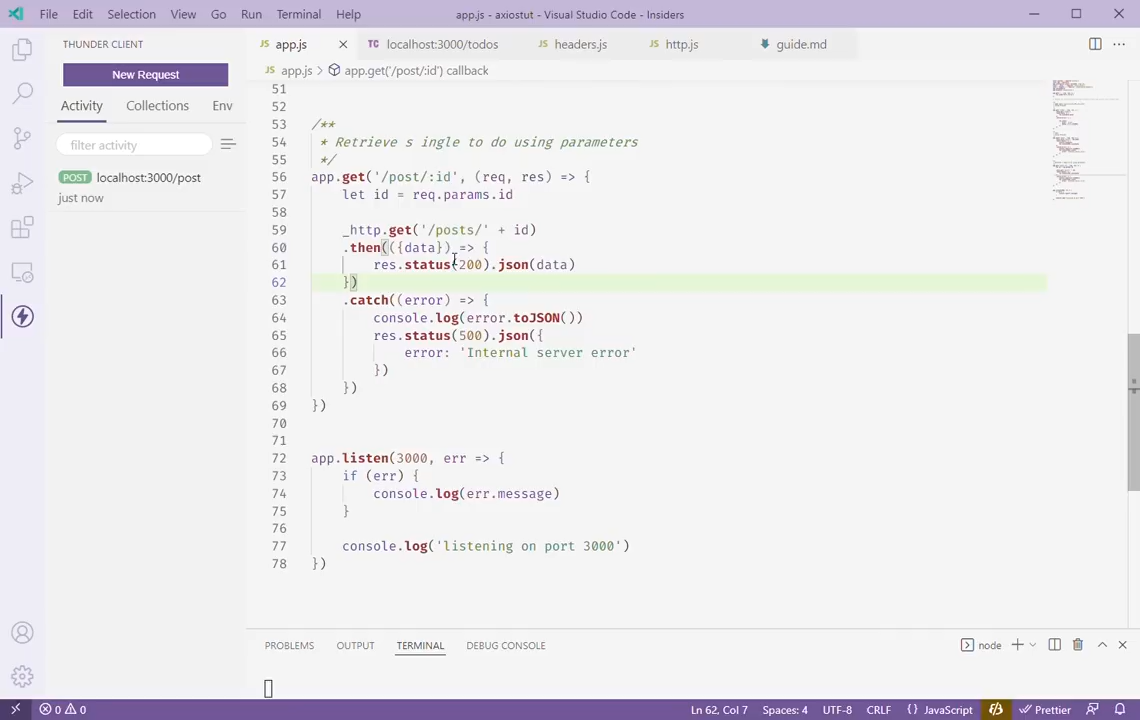 File Edit Selection View Go Run Terminal Help app.js - axiostut - Visual Studio Code - Insiders
THUNDER CLIENT
New Request
Activity Collections Env
filter activity
POST localhost:3000/post
just now
JS app.js TC localhost:3000/todos JS headers.js JS http.js guide.md
JS app.js > app.get('/post/:id') callback
51
52
53 /**
54 * Retrieve s ingle to do using parameters
55 */
56 app.get('/post/:id', (req, res) => {
57 let id = req.params.id
58
59 _http.get('/posts/' + id)
60 .then(({data}) => {
61 res.status(200).json(data)
62 })
63 .catch((error) => {
64 console.log(error.toJSON())
65 res.status(500).json({
66 error: 'Internal server error'
67 })
68 })
69 })
70
71
72 app.listen(3000, err => {
73 if (err) {
74 console.log(err.message)
75 }
76
77 console.log('listening on port 3000')
78 })
PROBLEMS OUTPUT TERMINAL DEBUG CONSOLE node
0 0 Ln 62, Col 7 Spaces: 4 UTF-8 CRLF {} JavaScript Prettier